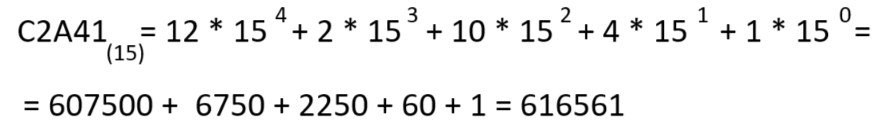 C2A41(15) = 12 * 15^4 + 2 * 15^3 + 10 * 15^2 + 4 * 15^1 + 1 * 15^0 =
= 607500 + 6750 + 2250 + 60 + 1 = 616561